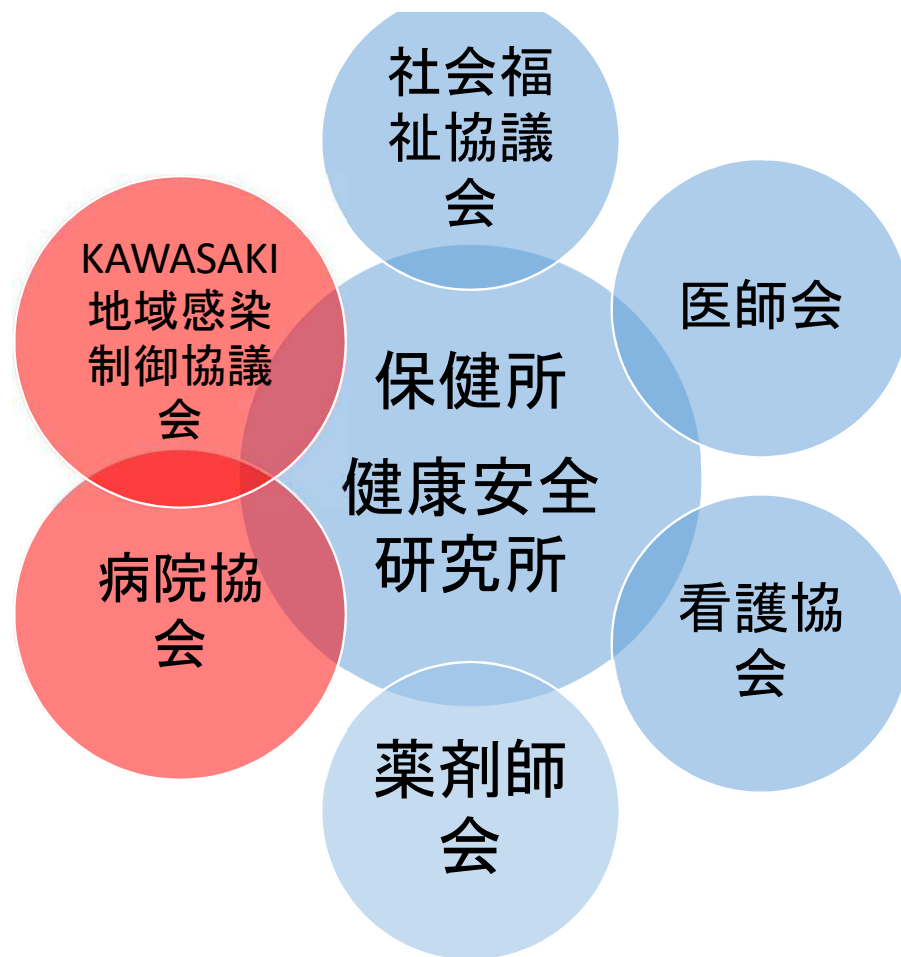 社会福
祉協議
会
KAWASAKI
地域感染
制御協議
会
医師会
保健所
健康安全
研究所
病院協
会
看護協
会
薬剤師
会